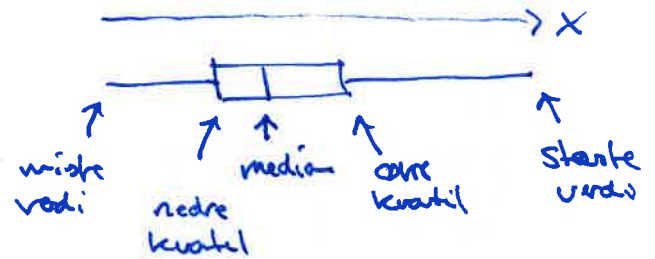 X
minste
verdi
nedre
kvartil
median
øvre
kvartil
største
verdi